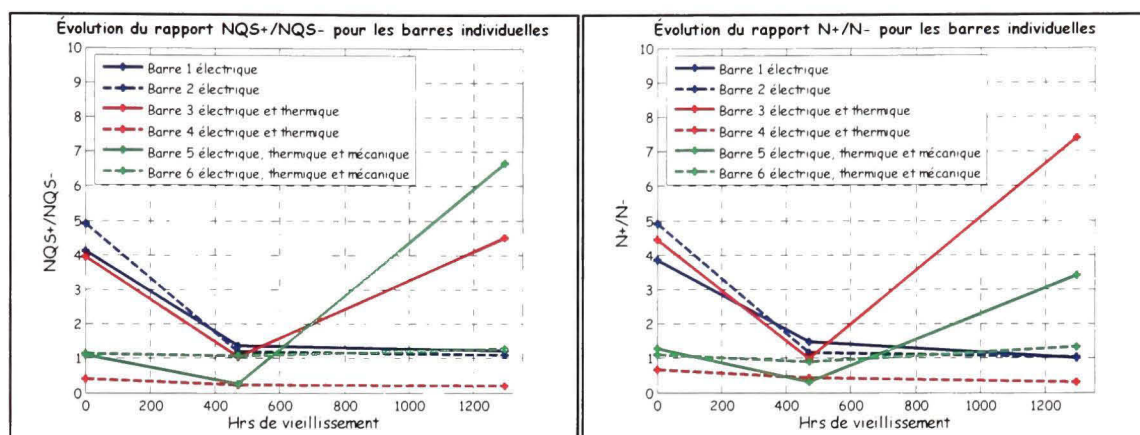 Évolution du rapport NQS+/NQS- pour les barres individuelles
10
9
8
7
6
5
4
3
2
1
0
NQS+/NQS-
Barre 1 électrique
Barre 2 électrique
Barre 3 électrique et thermique
Barre 4 électrique et thermique
Barre 5 électrique, thermique et mécanique
Barre 6 électrique, thermique et mécanique
0 200 400 600 800 1000 1200
Hrs de vieillissement
Évolution du rapport N+/N- pour les barres individuelles
10
9
8
7
6
5
4
3
2
1
0
N+/N-
Barre 1 électrique
Barre 2 électrique
Barre 3 électrique et thermique
Barre 4 électrique et thermique
Barre 5 électrique, thermique et mécanique
Barre 6 électrique, thermique et mécanique
0 200 400 600 800 1000 1200
Hrs de vieillissement